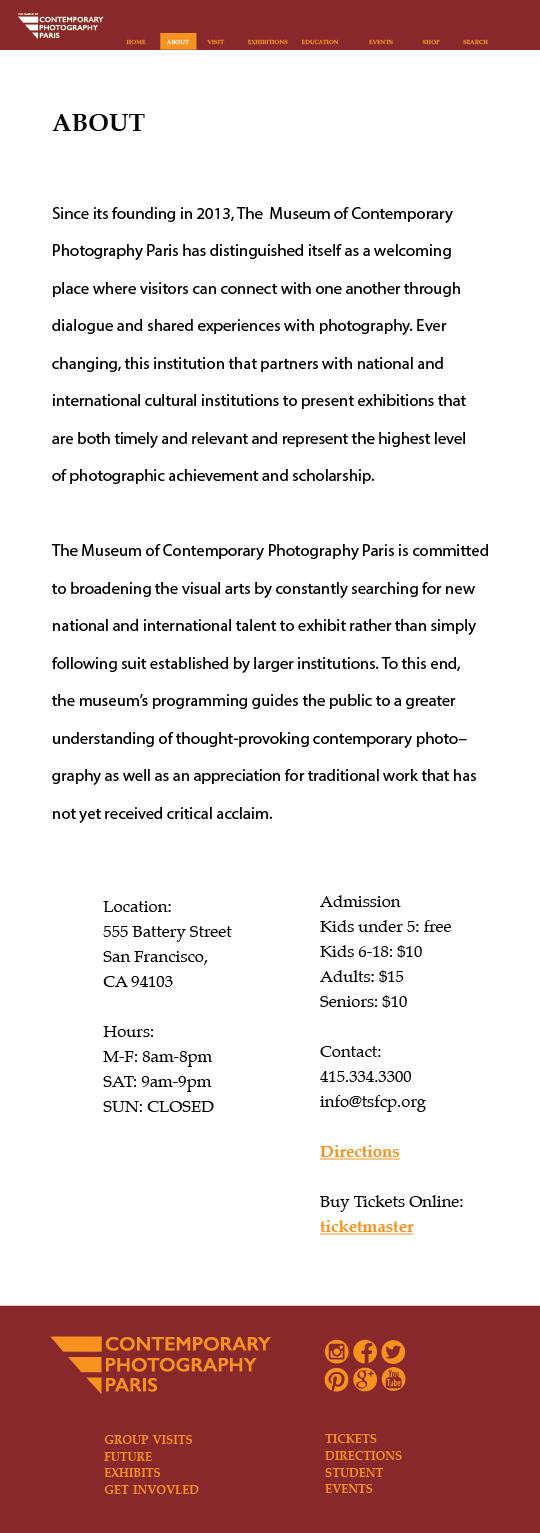 THE MUSEUM OF
CONTEMPORARY
PHOTOGRAPHY
PARIS
HOME ABOUT VISIT EXHIBITIONS EDUCATION EVENTS SHOP SEARCH
ABOUT
Since its founding in 2013, The Museum of Contemporary
Photography Paris has distinguished itself as a welcoming
place where visitors can connect with one another through
dialogue and shared experiences with photography. Ever
changing, this institution that partners with national and
international cultural institutions to present exhibitions that
are both timely and relevant and represent the highest level
of photographic achievement and scholarship.
The Museum of Contemporary Photography Paris is committed
to broadening the visual arts by constantly searching for new
national and international talent to exhibit rather than simply
following suit established by larger institutions. To this end,
the museum's programming guides the public to a greater
understanding of thought-provoking contemporary photo–
graphy as well as an appreciation for traditional work that has
not yet received critical acclaim.
Location:
555 Battery Street
San Francisco,
CA 94103
Hours:
M-F: 8am-8pm
SAT: 9am-9pm
SUN: CLOSED
Admission
Kids under 5: free
Kids 6-18: $10
Adults: $15
Seniors: $10
Contact:
415.334.3300
info@tsfcp.org
Directions
Buy Tickets Online:
ticketmaster
CONTEMPORARY
PHOTOGRAPHY
PARIS
You
Tube
GROUP VISITS
FUTURE
EXHIBITS
GET INVOVLED
TICKETS
DIRECTIONS
STUDENT
EVENTS